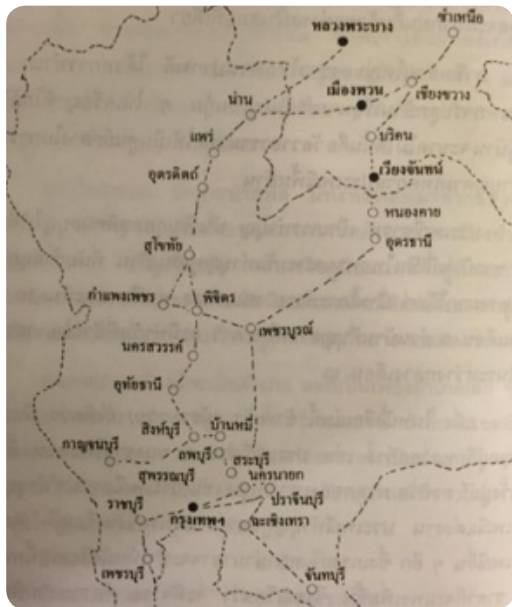 ซำเหนือ
หลวงพระบาง
เชียงขวาง
เมืองพวน
น่าน
บริคน
แพร่
เวียงจันทน์
อุตรดิตถ์
หนองคาย
อุดรธานี
สุโขทัย
กำแพงเพชร
พิจิตร
เพชรบูรณ์
นครสวรรค์
อุทัยธานี
สิงห์บุรี
บ้านหมี่
กาญจนบุรี
ลพบุรี
สระบุรี
สุพรรณบุรี
นครนายก
ปราจีนบุรี
ราชบุรี
กรุงเทพฯ
ฉะเชิงเทรา
เพชรบุรี
จันทบุรี